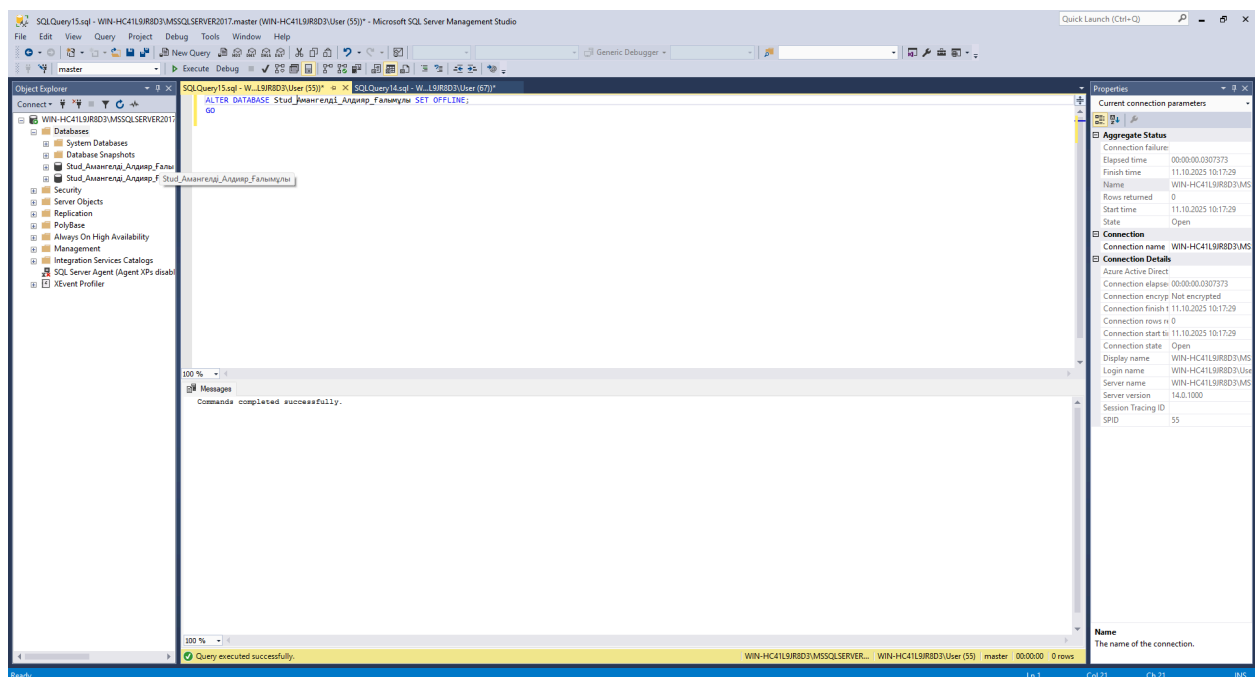 SQLQuery15.sql - WIN-HC41L9JR8D3\MSSQLSERVER2017.master (WIN-HC41L9JR8D3\User (55))* - Microsoft SQL Server Management Studio
Quick Launch (Ctrl+Q)
File Edit View Query Project Debug Tools Window Help
New Query
Generic Debugger
master
Execute Debug
Object Explorer
Connect
WIN-HC41L9JR8D3\MSSQLSERVER2017
Databases
System Databases
Database Snapshots
Stud_Амангелді_Алдияр_Ғалы
Stud_Амангелді_Алдияр_Ғ
Stud_Амангелді_Алдияр_Ғалымұлы
Security
Server Objects
Replication
PolyBase
Always On High Availability
Management
Integration Services Catalogs
SQL Server Agent (Agent XPs disabl
XEvent Profiler
SQLQuery15.sql - W...L9JR8D3\User (55))*
SQLQuery14.sql - W...L9JR8D3\User (67))*
ALTER DATABASE Stud_Амангелді_Алдияр_Ғалымұлы SET OFFLINE;
GO
100 %
Messages
Commands completed successfully.
100 %
Query executed successfully.
WIN-HC41L9JR8D3\MSSQLSERVER... WIN-HC41L9JR8D3\User (55) master 00:00:00 0 rows
Properties
Current connection parameters
Aggregate Status
Connection failure
Elapsed time 00:00:00.0307373
Finish time 11.10.2025 10:17:29
Name WIN-HC41L9JR8D3\MS
Rows returned 0
Start time 11.10.2025 10:17:29
State Open
Connection
Connection name WIN-HC41L9JR8D3\MS
Connection Details
Azure Active Direct
Connection elapse 00:00:00.0307373
Connection encryp Not encrypted
Connection finish t 11.10.2025 10:17:29
Connection rows re 0
Connection start tir 11.10.2025 10:17:29
Connection state Open
Display name WIN-HC41L9JR8D3\MS
Login name WIN-HC41L9JR8D3\Use
Server name WIN-HC41L9JR8D3\MS
Server version 14.0.1000
Session Tracing ID
SPID 55
Name
The name of the connection.
Ready
Ln 1 Col 21 Ch 21 INS